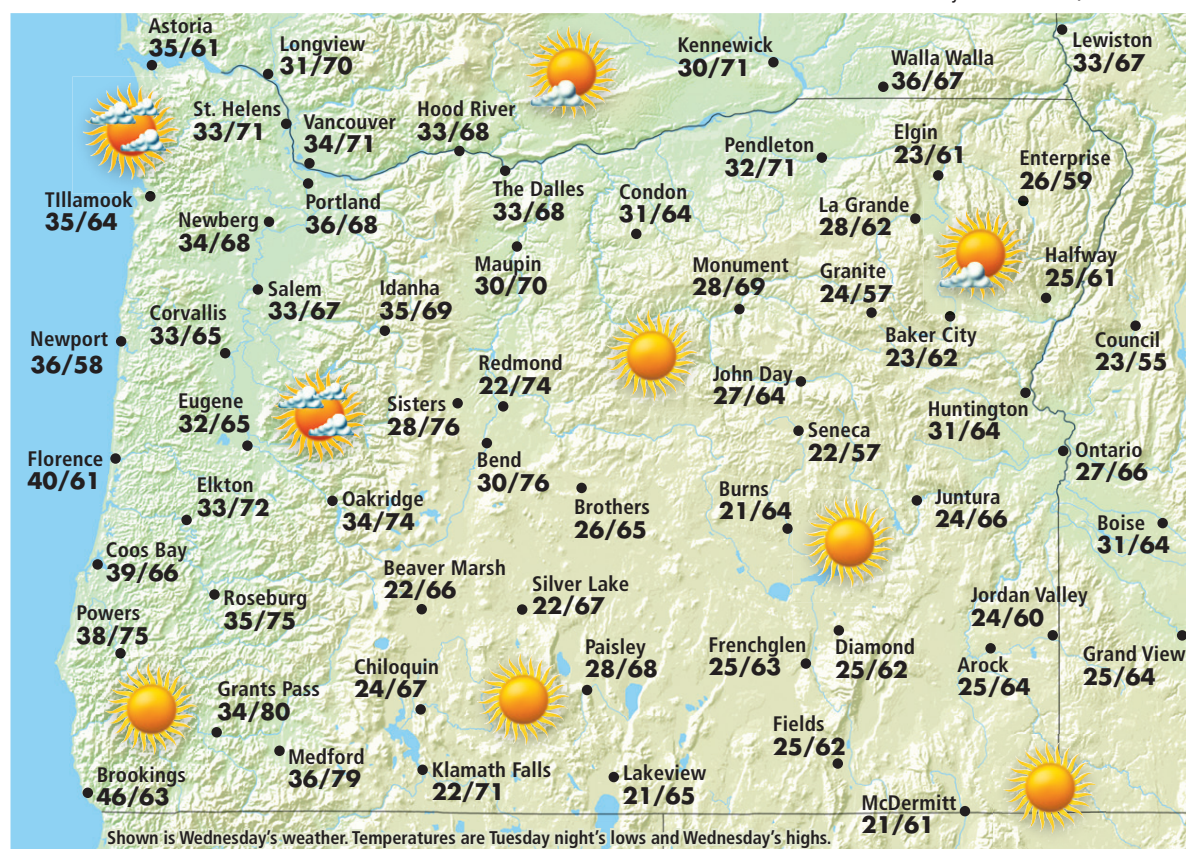 Astoria
35/61
Longview
31/70
Kennewick
30/71
Walla Walla
36/67
Lewiston
33/67
St. Helens
33/71
Vancouver
34/71
Hood River
33/68
Pendleton
32/71
Elgin
23/61
Enterprise
26/59
TIllamook
35/64
Newberg
34/68
Portland
36/68
The Dalles
33/68
Condon
31/64
La Grande
28/62
Maupin
30/70
Monument
28/69
Granite
24/57
Halfway
25/61
Salem
33/67
Idanha
35/69
Corvallis
33/65
Newport
36/58
Baker City
23/62
Council
23/55
Redmond
22/74
John Day
27/64
Eugene
32/65
Sisters
28/76
Huntington
31/64
Seneca
22/57
Ontario
27/66
Florence
40/61
Bend
30/76
Elkton
33/72
Oakridge
34/74
Brothers
26/65
Burns
21/64
Juntura
24/66
Boise
31/64
Coos Bay
39/66
Beaver Marsh
22/66
Silver Lake
22/67
Roseburg
35/75
Jordan Valley
24/60
Powers
38/75
Chiloquin
24/67
Paisley
28/68
Frenchglen
25/63
Diamond
25/62
Arock
25/64
Grand View
25/64
Grants Pass
34/80
Medford
36/79
Fields
25/62
Brookings
46/63
Klamath Falls
22/71
Lakeview
21/65
McDermitt
21/61
Shown is Wednesday's weather. Temperatures are Tuesday night's lows and Wednesday's highs.